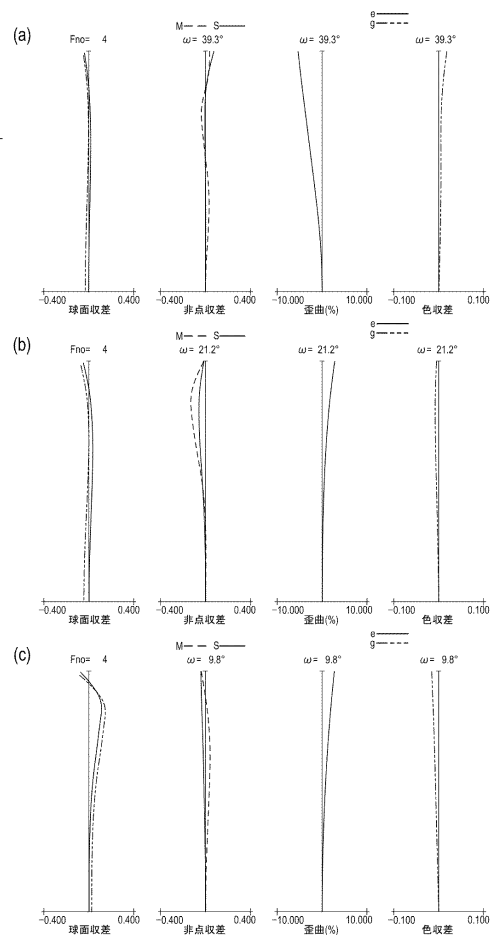 e
M S g
(a) Fno= 4 ω= 39.3° ω= 39.3° ω= 39.3°
-0.400 0.400 -0.400 0.400 -10.000 10.000 -0.100 0.100
球面収差 非点収差 歪曲(%) 色収差
e
M S g
(b) Fno= 4 ω= 21.2° ω= 21.2° ω= 21.2°
-0.400 0.400 -0.400 0.400 -10.000 10.000 -0.100 0.100
球面収差 非点収差 歪曲(%) 色収差
e
M S g
(c) Fno= 4 ω= 9.8° ω= 9.8° ω= 9.8°
-0.400 0.400 -0.400 0.400 -10.000 10.000 -0.100 0.100
球面収差 非点収差 歪曲(%) 色収差